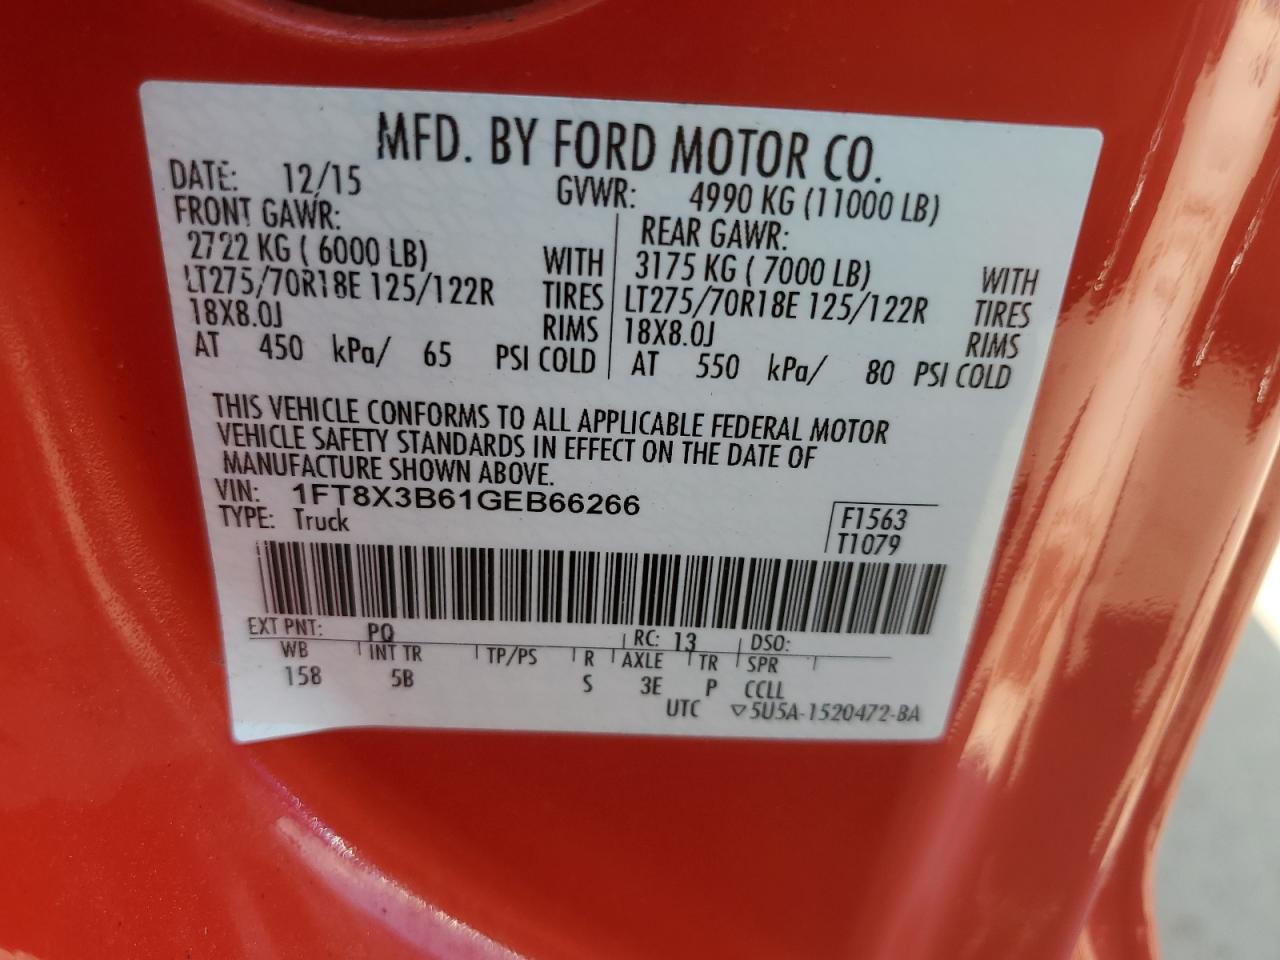 MFD. BY FORD MOTOR CO.
DATE: 12/15 GVWR: 4990 KG (11000 LB)
FRONT GAWR: REAR GAWR:
2722 KG ( 6000 LB) WITH 3175 KG ( 7000 LB) WITH
LT275/70R18E 125/122R TIRES LT275/70R18E 125/122R TIRES
18X8.0J RIMS 18X8.0J RIMS
AT 450 kPa/ 65 PSI COLD AT 550 kPa/ 80 PSI COLD
THIS VEHICLE CONFORMS TO ALL APPLICABLE FEDERAL MOTOR
VEHICLE SAFETY STANDARDS IN EFFECT ON THE DATE OF
MANUFACTURE SHOWN ABOVE.
VIN: 1FT8X3B61GEB66266
TYPE: Truck
F1563
T1079
EXT PNT: PQ RC: 13 DSO:
WB INT TR TP/PS R AXLE TR SPR
158 5B S 3E P CCLL
UTC ▽5U5A-1520472-BA